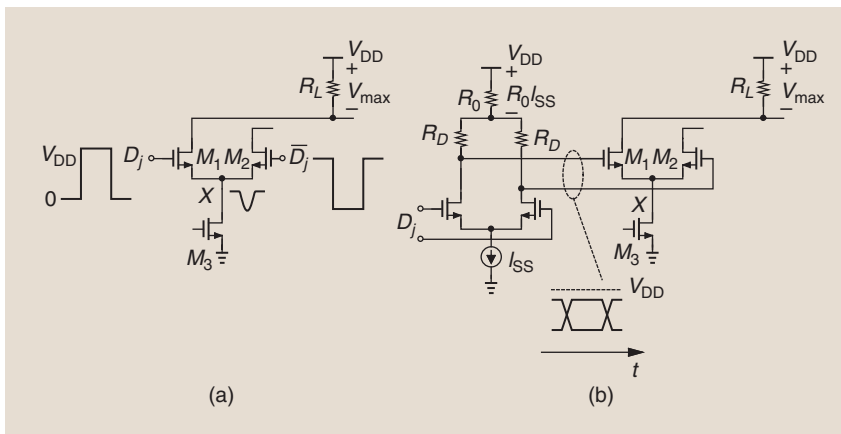 V_DD
+
R_L
V_max
−
V_DD
0
D_j
M_1 M_2
D̅_j
X
M_3
(a)
V_DD
+
R_0
R_0I_SS
−
R_D
R_D
D_j
I_SS
V_DD
+
R_L
V_max
−
M_1 M_2
X
M_3
V_DD
t
(b)